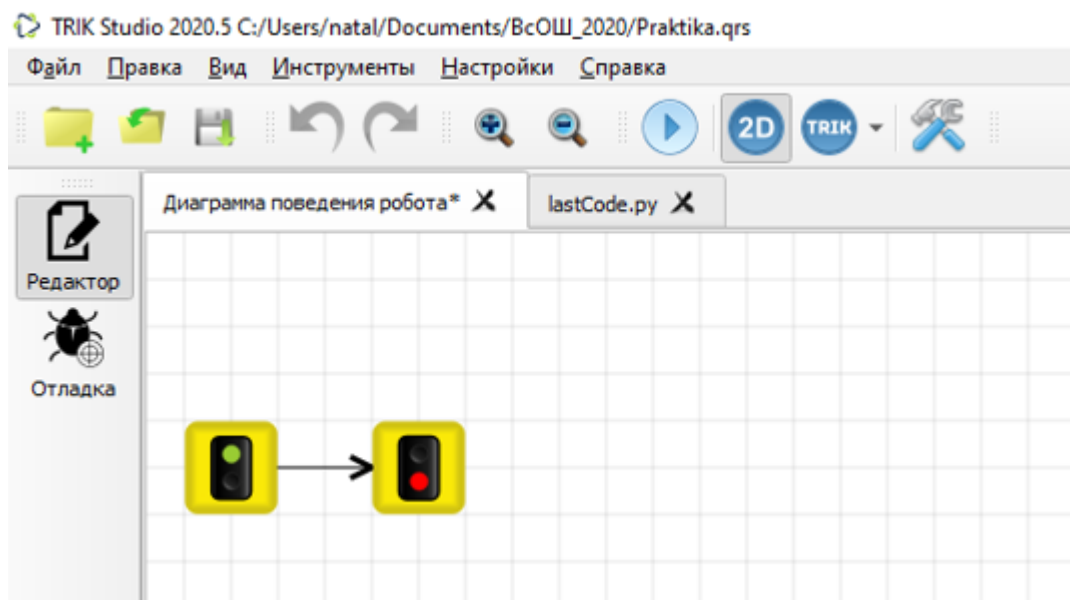 TRIK Studio 2020.5 C:/Users/natal/Documents/ВсОШ_2020/Praktika.qrs
Файл Правка Вид Инструменты Настройки Справка
2D TRIK
Диаграмма поведения робота* lastCode.py
Редактор
Отладка